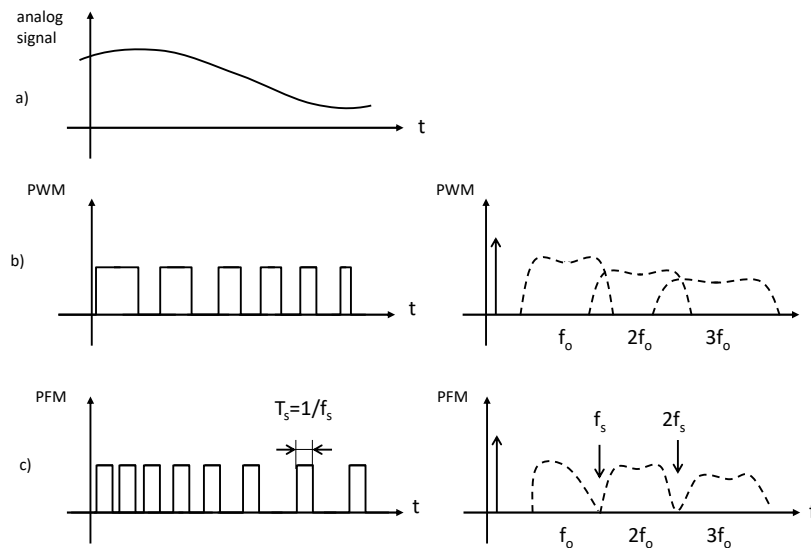 analog
signal
a)
t
PWM
b)
t
PWM
f₀
2f₀
3f₀
PFM
c)
Tₛ=1/fₛ
t
PFM
fₛ
2fₛ
f₀
2f₀
3f₀
f